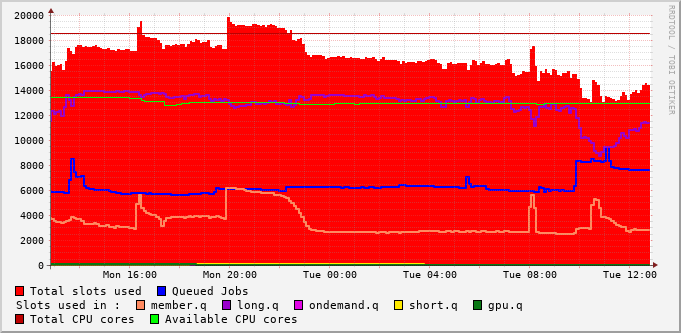 20000
18000
16000
14000
12000
10000
8000
6000
4000
2000
0
Mon 16:00 Mon 20:00 Tue 00:00 Tue 04:00 Tue 08:00 Tue 12:00
RRDTOOL / TOBI OETIKER
Total slots used Queued Jobs
Slots used in : member.q long.q ondemand.q short.q gpu.q
Total CPU cores Available CPU cores